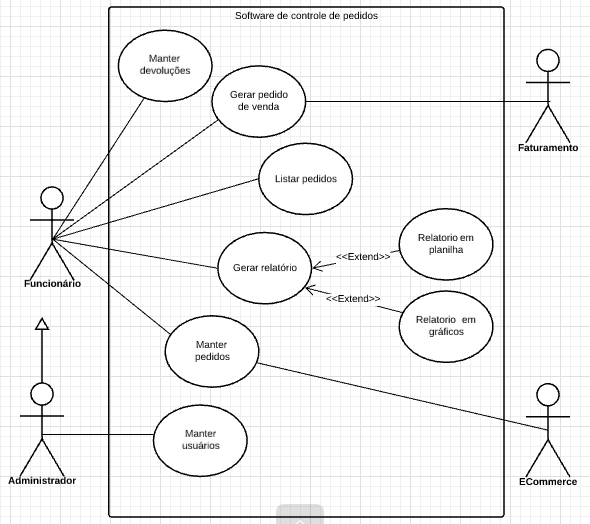 Software de controle de pedidos
Manter
devoluções
Gerar pedido
de venda
Faturamento
Listar pedidos
Funcionário
Gerar relatório
<<Extend>>
Relatorio em
planilha
<<Extend>>
Relatorio em
gráficos
Manter
pedidos
Manter
usuários
Administrador
ECommerce